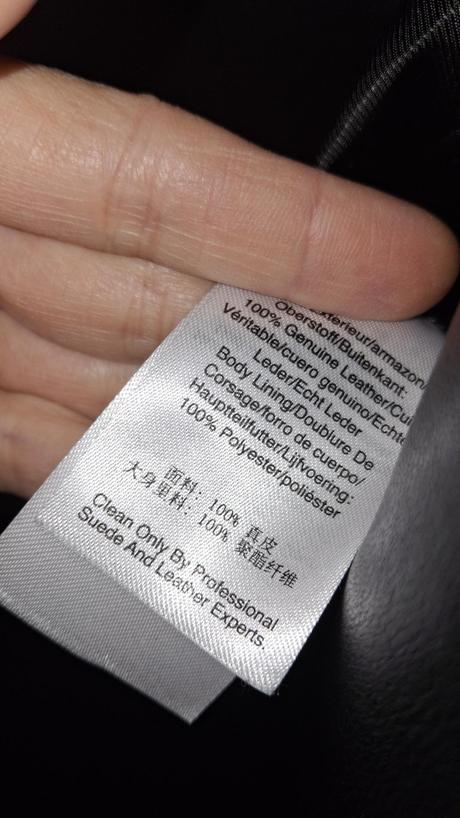 Oberstoff/Buitenkant:
100% Genuine Leather/
Véritable/cuero genuino/
Leder/Echt Leder
Body Lining/Doublure De
Corsage/forro de cuerpo/
Hauptteilfutter/Lijfvoering:
100% Polyester/poliéster
面料: 100% 真皮
大身里料: 100% 聚酯纤维
Clean Only By Professional
Suede And Leather Experts.